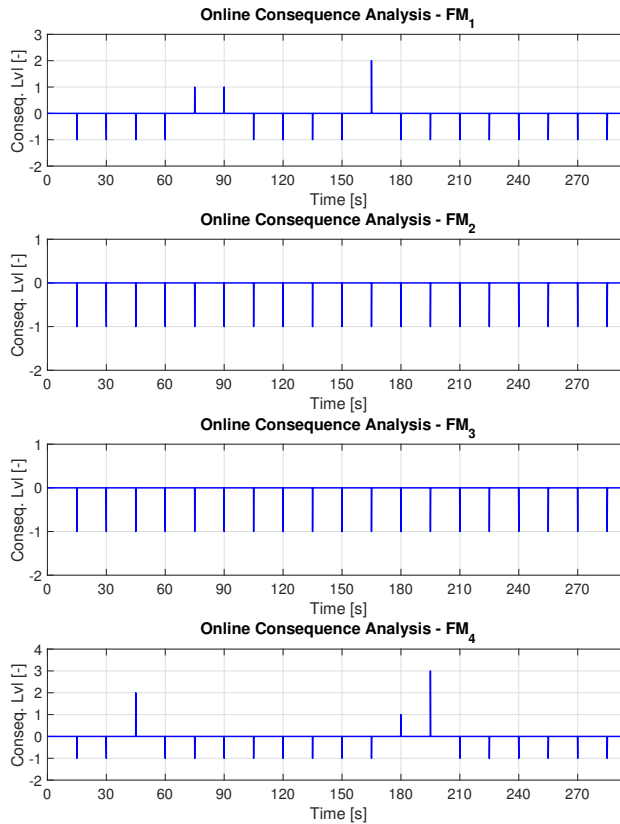 Online Consequence Analysis - FM1
Conseq. Lvl [-]
3
2
1
0
-1
-2
0 30 60 90 120 150 180 210 240 270
Time [s]
Online Consequence Analysis - FM2
Conseq. Lvl [-]
1
0
-1
-2
0 30 60 90 120 150 180 210 240 270
Time [s]
Online Consequence Analysis - FM3
Conseq. Lvl [-]
1
0
-1
-2
0 30 60 90 120 150 180 210 240 270
Time [s]
Online Consequence Analysis - FM4
Conseq. Lvl [-]
4
3
2
1
0
-1
-2
0 30 60 90 120 150 180 210 240 270
Time [s]